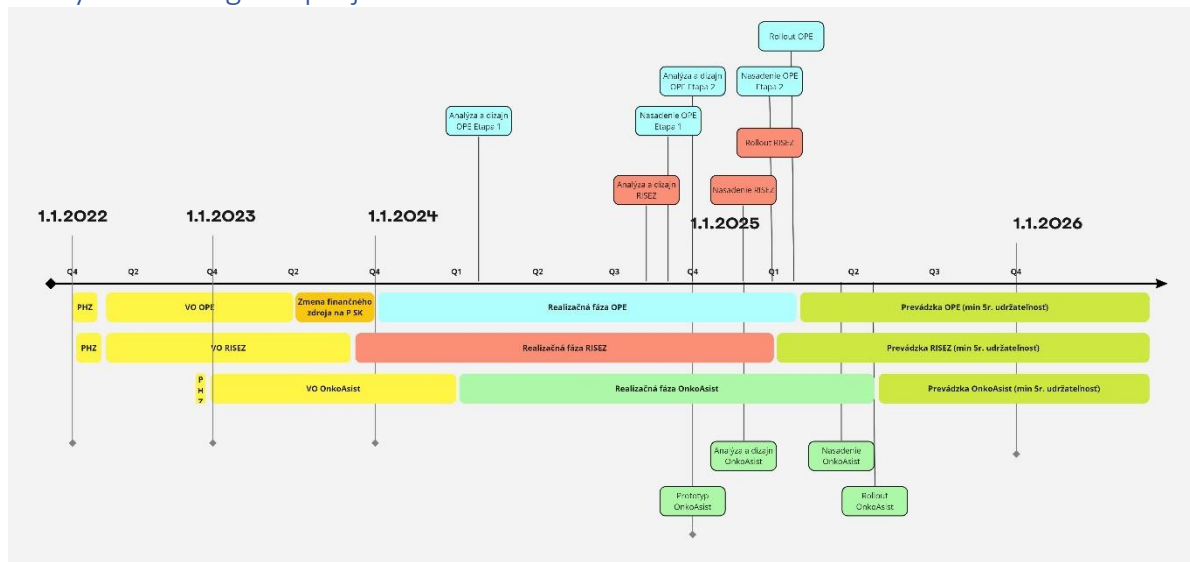 Rollout OPE
Analýza a dizajn
OPE Etapa 2
Nasadenie OPE
Etapa 2
Analýza a dizajn
OPE Etapa 1
Nasadenie OPE
Etapa 1
Rollout RISEZ
Analýza a dizajn
RISEZ
Nasadenie RISEZ
1.1.2022
1.1.2023
1.1.2024
1.1.2025
1.1.2026
Q4 Q2 Q4 Q2 Q4 Q1 Q2 Q3 Q4 Q1 Q2 Q3 Q4
PHZ
VO OPE
Zmena finančného
zdroja na P SK
Realizačná fáza OPE
Prevádzka OPE (min 5r. udržateľnosť)
PHZ
VO RISEZ
Realizačná fáza RISEZ
Prevádzka RISEZ (min 5r. udržateľnosť)
P
H
Z
VO OnkoAsist
Realizačná fáza OnkoAsist
Prevádzka OnkoAsist (min 5r. udržateľnosť)
Analýza a dizajn
OnkoAsist
Nasadenie
OnkoAsist
Prototyp
OnkoAsist
Rollout
OnkoAsist